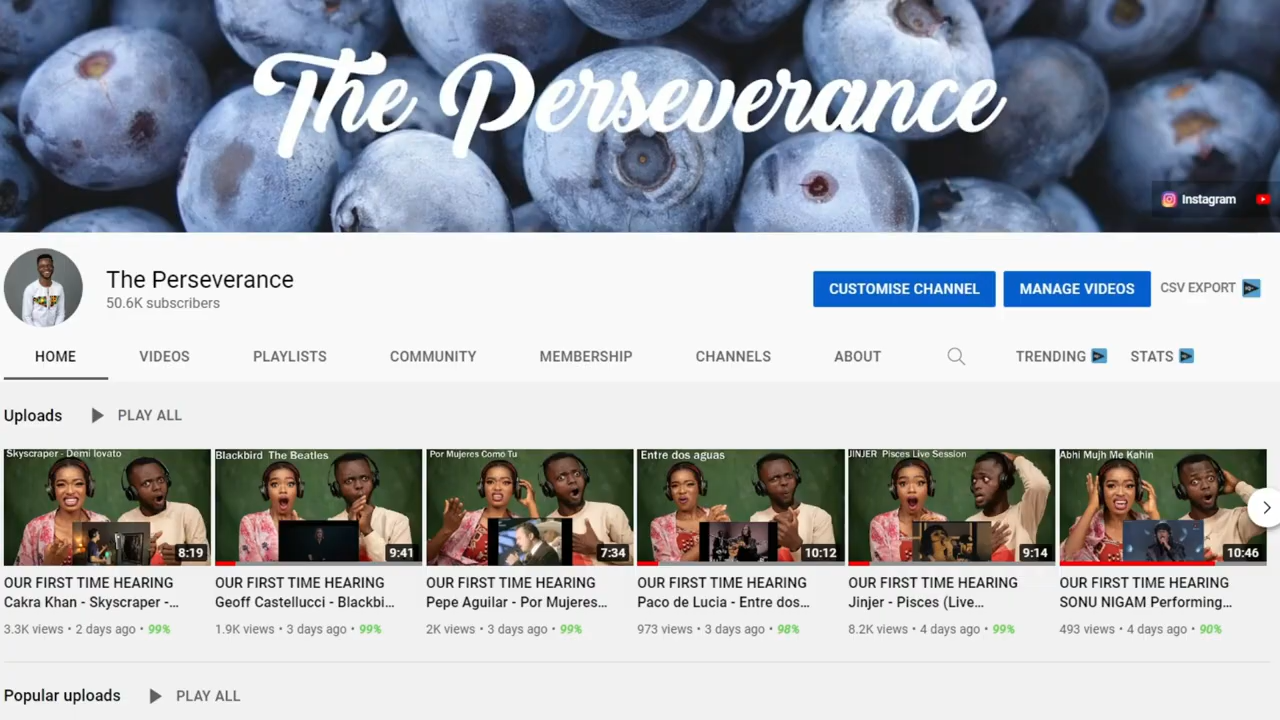 The Perseverance
Instagram
The Perseverance
50.6K subscribers
CUSTOMISE CHANNEL
MANAGE VIDEOS
CSV EXPORT
HOME
VIDEOS
PLAYLISTS
COMMUNITY
MEMBERSHIP
CHANNELS
ABOUT
TRENDING
STATS
Uploads
PLAY ALL
Skyscraper - Demi lovato
8:19
OUR FIRST TIME HEARING
Cakra Khan - Skyscraper -...
3.3K views • 2 days ago • 99%
Blackbird The Beatles
9:41
OUR FIRST TIME HEARING
Geoff Castellucci - Blackbi...
1.9K views • 3 days ago • 99%
Por Mujeres Como Tu
7:34
OUR FIRST TIME HEARING
Pepe Aguilar - Por Mujeres...
2K views • 3 days ago • 99%
Entre dos aguas
10:12
OUR FIRST TIME HEARING
Paco de Lucia - Entre dos...
973 views • 3 days ago • 98%
JINJER Pisces Live Session
9:14
OUR FIRST TIME HEARING
Jinjer - Pisces (Live...
8.2K views • 4 days ago • 99%
Abhi Mujh Me Kahin
10:46
OUR FIRST TIME HEARING
SONU NIGAM Performing...
493 views • 4 days ago • 90%
Popular uploads
PLAY ALL